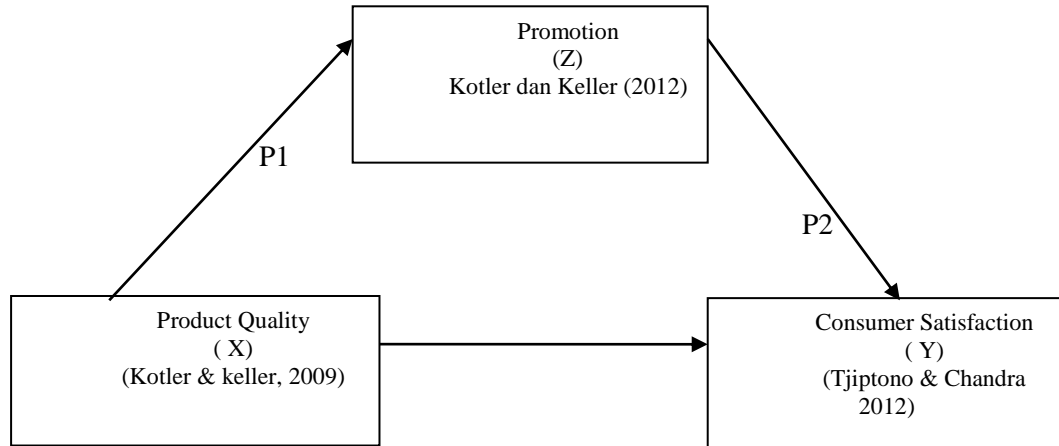 Promotion
(Z)
Kotler dan Keller (2012)
P1
P2
Product Quality
( X)
(Kotler & keller, 2009)
Consumer Satisfaction
( Y)
(Tjiptono & Chandra
2012)